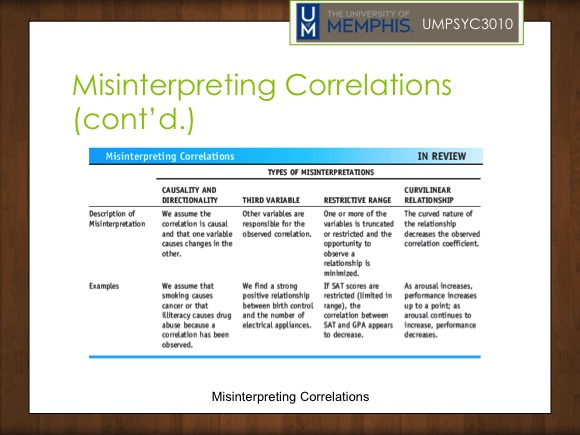 UM
THE UNIVERSITY OF
MEMPHIS.
UMPSYC3010
Misinterpreting Correlations
(cont'd.)
Misinterpreting Correlations
IN REVIEW
TYPES OF MISINTERPRETATIONS
CAUSALITY AND
DIRECTIONALITY
THIRD VARIABLE
RESTRICTIVE RANGE
CURVILINEAR
RELATIONSHIP
Description of
Misinterpretation
We assume the
correlation is causal
and that one variable
causes changes in the
other.
Other variables are
responsible for the
observed correlation.
One or more of the
variables is truncated
or restricted and the
opportunity to
observe a
relationship is
minimized.
The curved nature of
the relationship
decreases the observed
correlation coefficient.
Examples
We assume that
smoking causes
cancer or that
illiteracy causes drug
abuse because a
correlation has been
observed.
We find a strong
positive relationship
between birth control
and the number of
electrical appliances.
If SAT scores are
restricted (limited in
range), the
correlation between
SAT and GPA appears
to decrease.
As arousal increases,
performance increases
up to a point; as
arousal continues to
increase, performance
decreases.
Misinterpreting Correlations